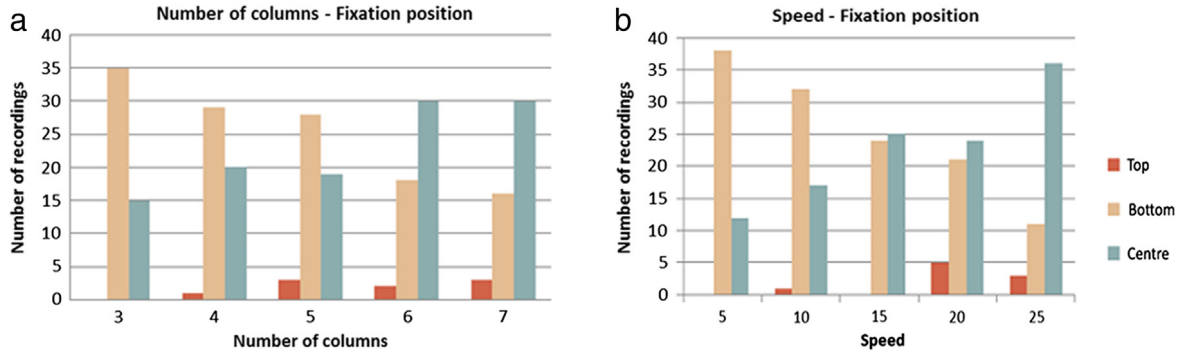 a
Number of columns - Fixation position
Number of recordings
40
35
30
25
20
15
10
5
0
3 4 5 6 7
Number of columns
b
Speed - Fixation position
Number of recordings
40
35
30
25
20
15
10
5
0
5 10 15 20 25
Speed
Top
Bottom
Centre